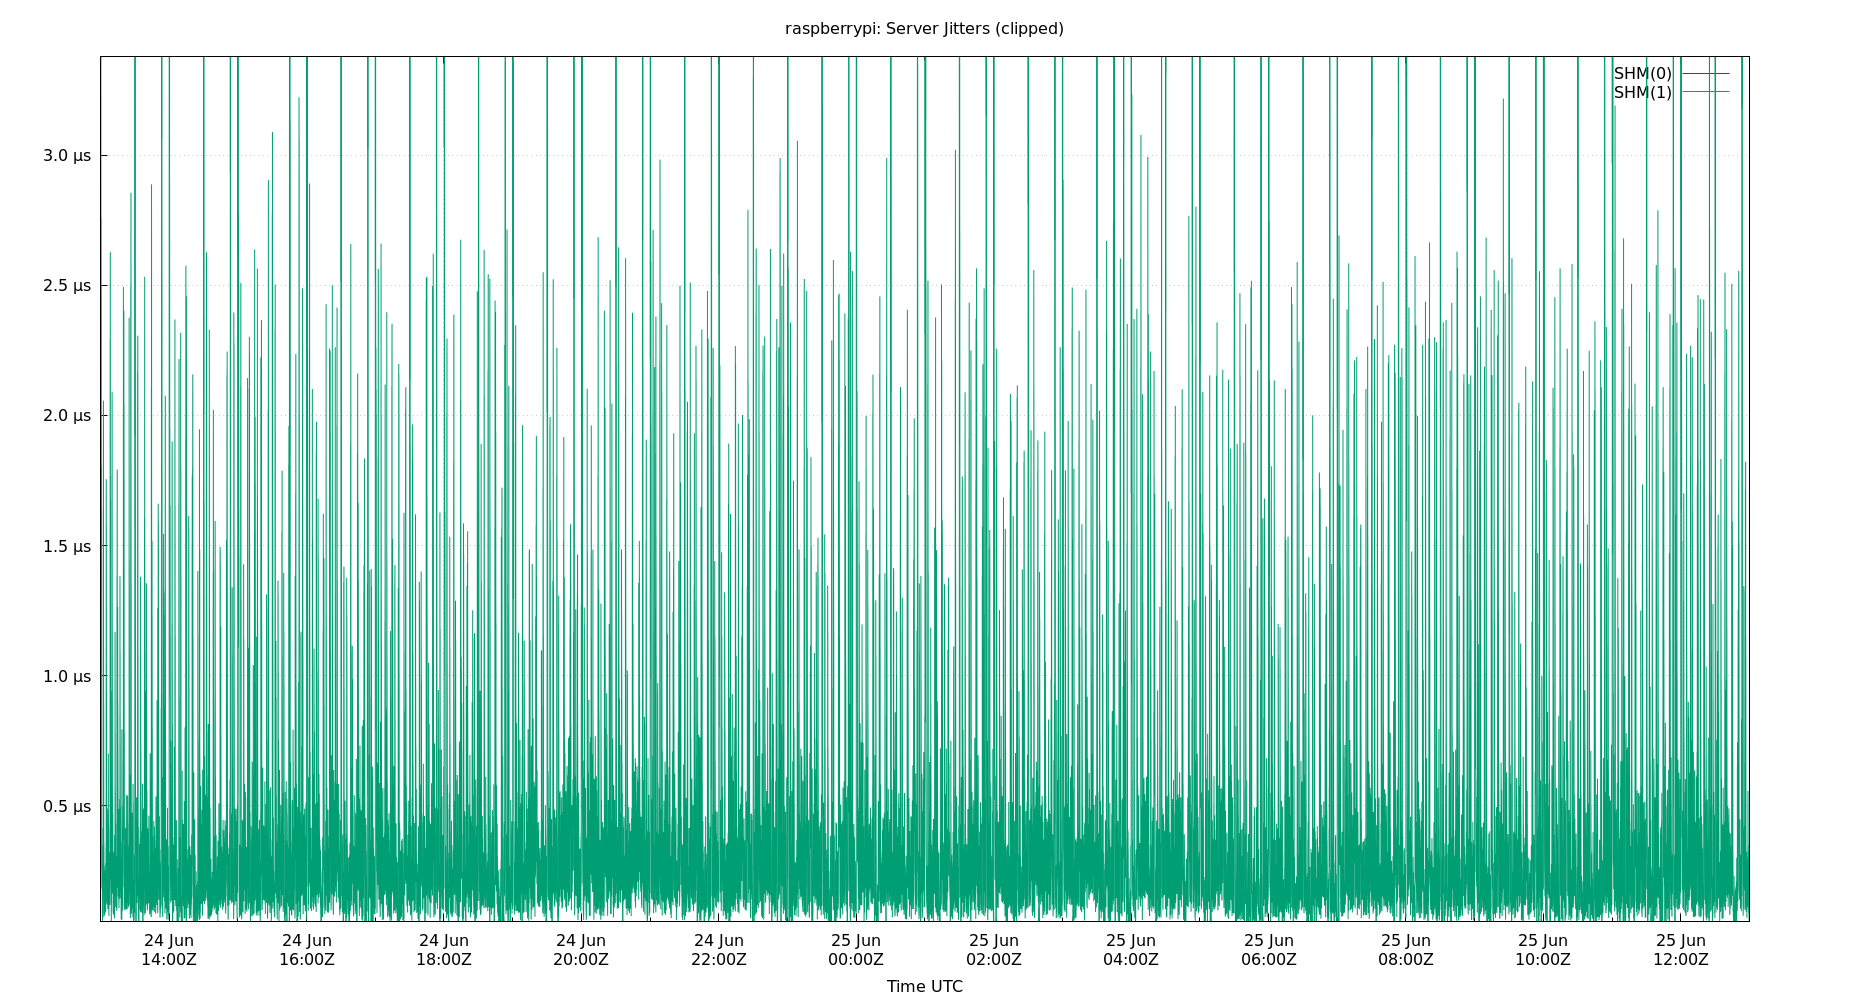 raspberrypi: Server Jitters (clipped)
SHM(0)
SHM(1)
3.0 µs
2.5 µs
2.0 µs
1.5 µs
1.0 µs
0.5 µs
24 Jun 24 Jun 24 Jun 24 Jun 24 Jun 25 Jun 25 Jun 25 Jun 25 Jun 25 Jun 25 Jun 25 Jun
14:00Z 16:00Z 18:00Z 20:00Z 22:00Z 00:00Z 02:00Z 04:00Z 06:00Z 08:00Z 10:00Z 12:00Z
Time UTC